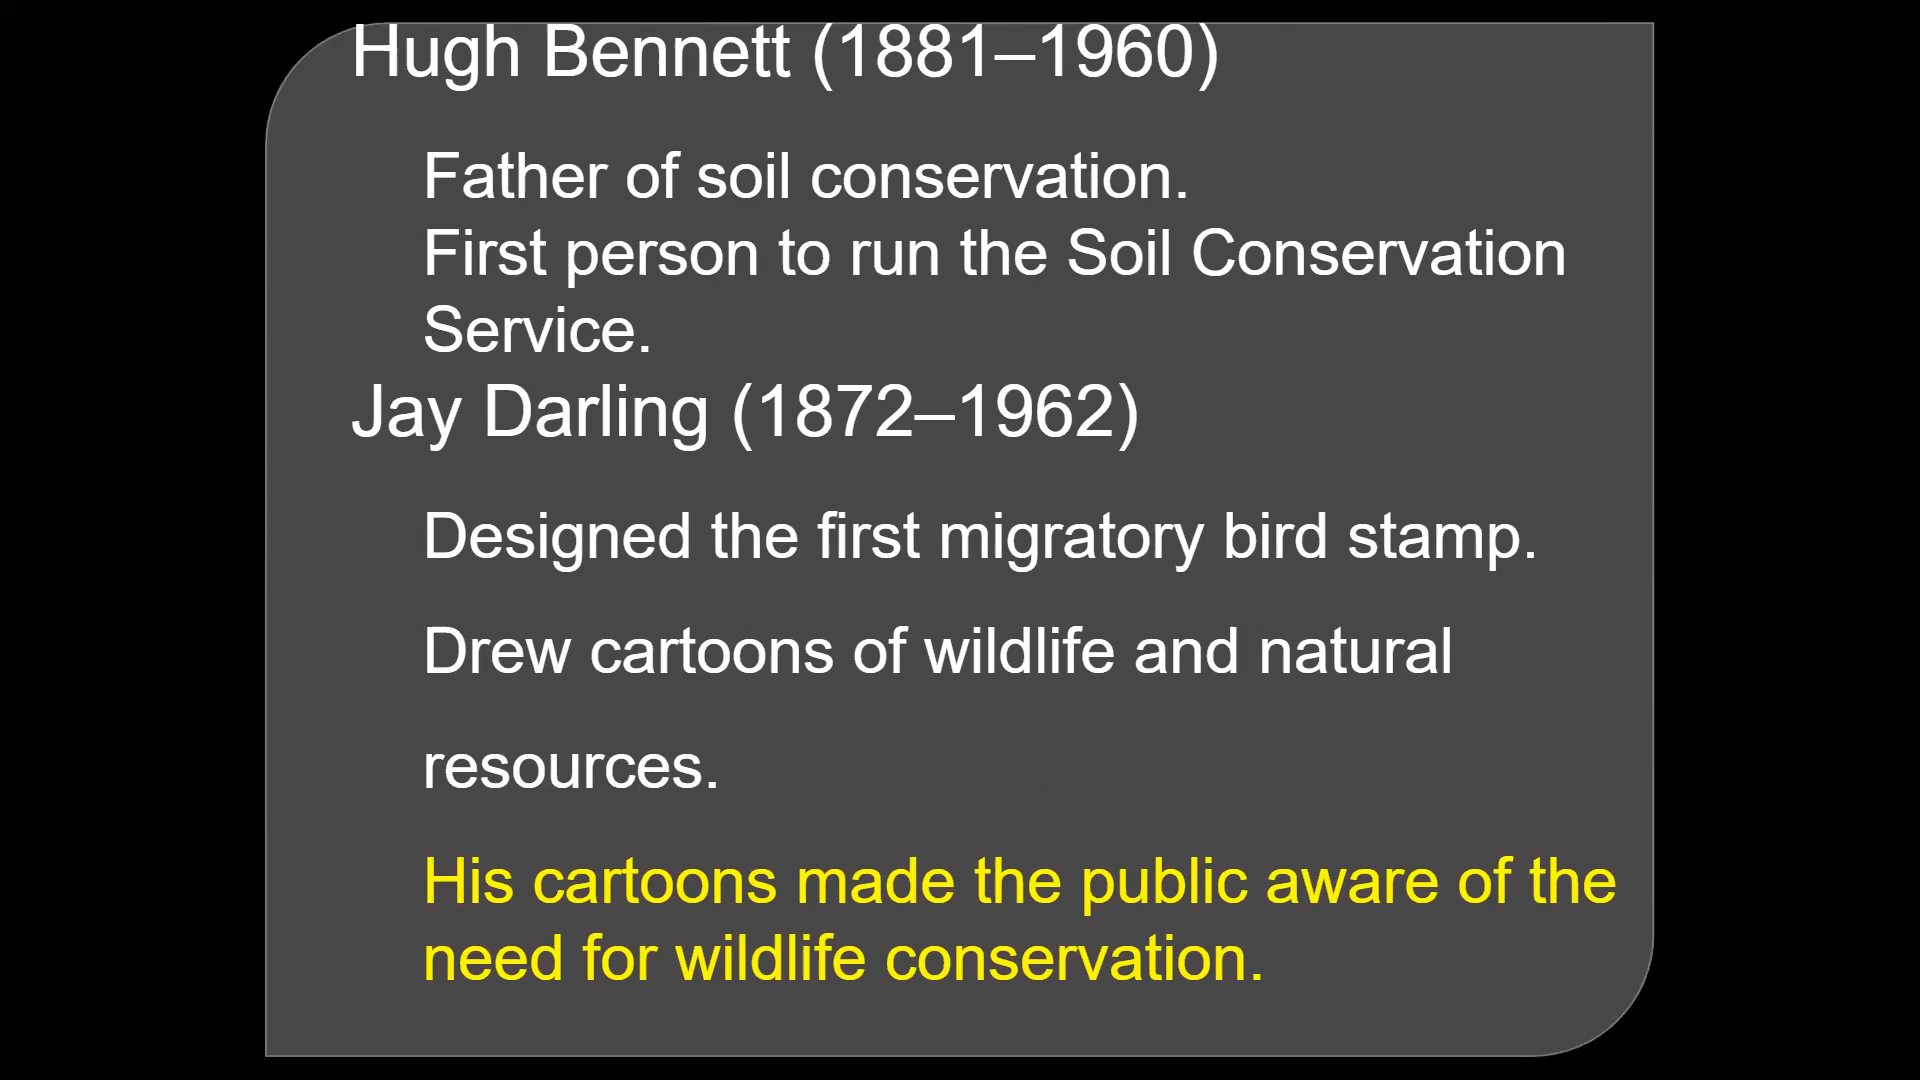 Hugh Bennett (1881–1960)
Father of soil conservation.
First person to run the Soil Conservation
Service.
Jay Darling (1872–1962)
Designed the first migratory bird stamp.
Drew cartoons of wildlife and natural
resources.
His cartoons made the public aware of the
need for wildlife conservation.